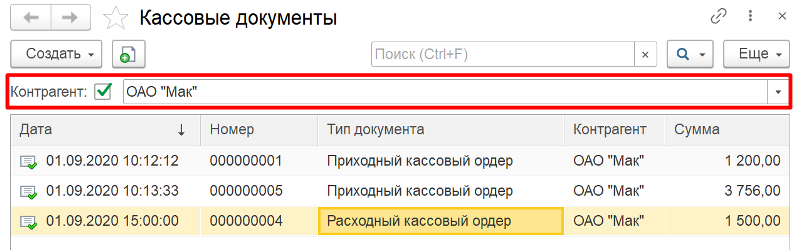 Кассовые документы
Создать Поиск (Ctrl+F) × Еще
Контрагент: ОАО "Мак"
Дата ↓ Номер Тип документа Контрагент Сумма
01.09.2020 10:12:12 000000001 Приходный кассовый ордер ОАО "Мак" 1 200,00
01.09.2020 10:13:33 000000005 Приходный кассовый ордер ОАО "Мак" 3 756,00
01.09.2020 15:00:00 000000004 Расходный кассовый ордер ОАО "Мак" 1 500,00